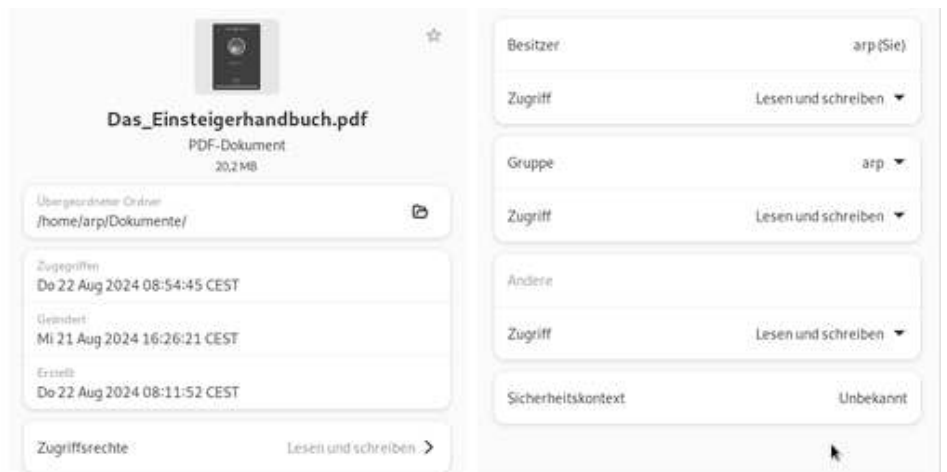 Das_Einsteigerhandbuch.pdf
PDF-Dokument
20,2 MB
Übergeordneter Ordner
/home/arp/Dokumente/
Zugegriffen
Do 22 Aug 2024 08:54:45 CEST
Geändert
Mi 21 Aug 2024 16:26:21 CEST
Erstellt
Do 22 Aug 2024 08:11:52 CEST
Zugriffsrechte Lesen und schreiben
Besitzer arp (Sie)
Zugriff Lesen und schreiben
Gruppe arp
Zugriff Lesen und schreiben
Andere
Zugriff Lesen und schreiben
Sicherheitskontext Unbekannt